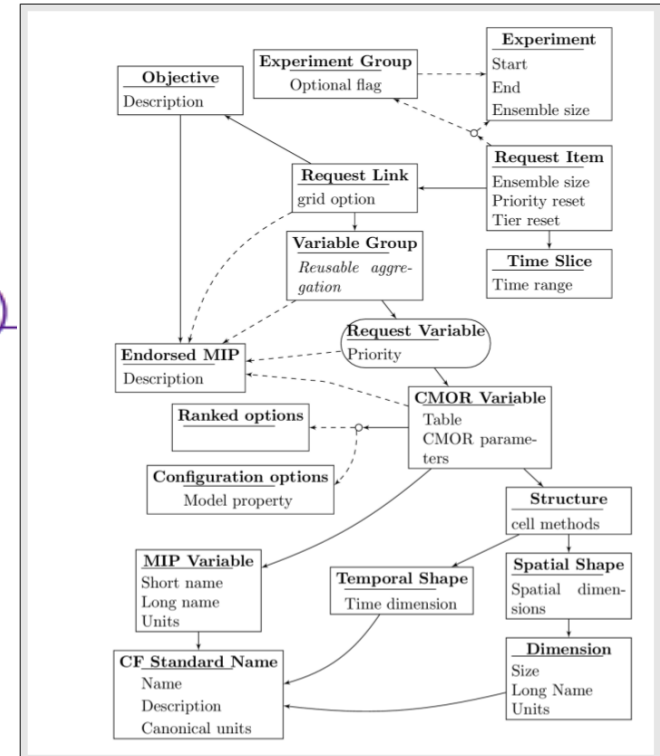 Experiment
Start
End
Ensemble size
Experiment Group
Optional flag
Objective
Description
Request Item
Ensemble size
Priority reset
Tier reset
Request Link
grid option
Variable Group
Reusable aggre-
gation
Time Slice
Time range
Request Variable
Priority
Endorsed MIP
Description
CMOR Variable
Table
CMOR parame-
ters
Ranked options
Configuration options
Model property
Structure
cell methods
MIP Variable
Short name
Long name
Units
Temporal Shape
Time dimension
Spatial Shape
Spatial dimen-
sions
CF Standard Name
Name
Description
Canonical units
Dimension
Size
Long Name
Units